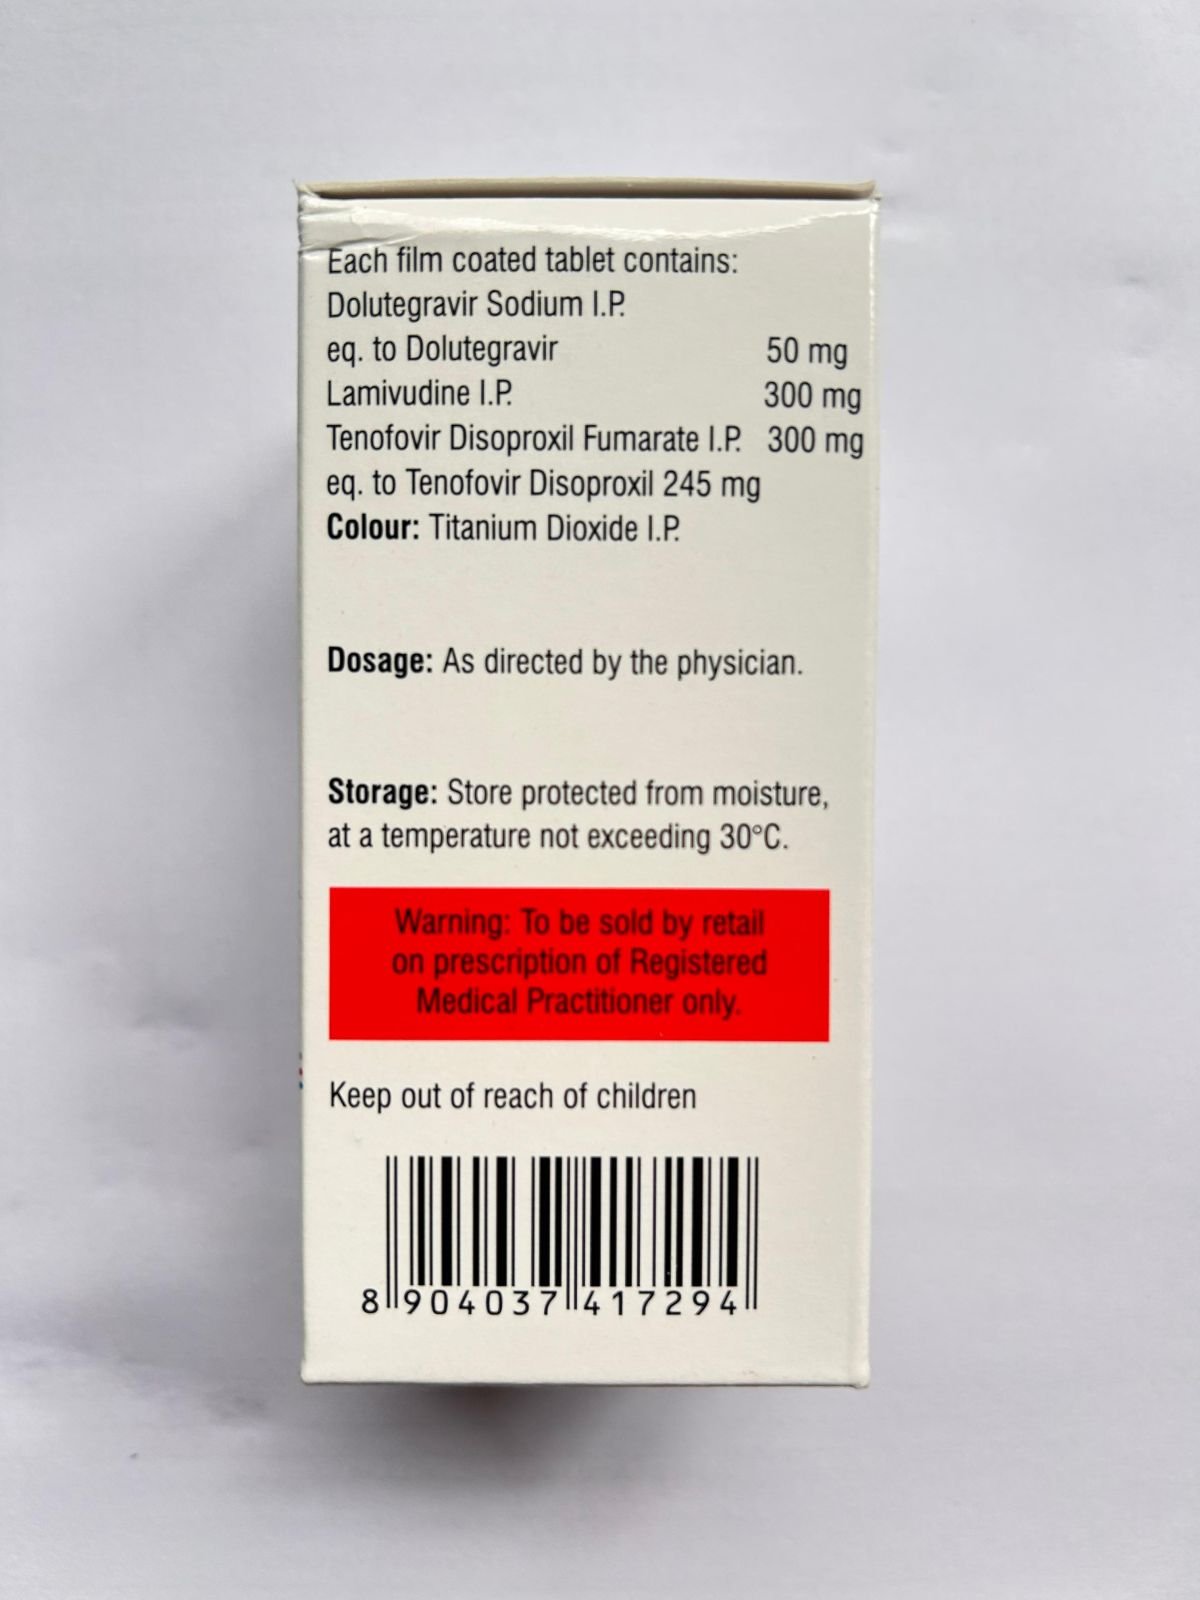 Each film coated tablet contains:
Dolutegravir Sodium I.P.
eq. to Dolutegravir 50 mg
Lamivudine I.P. 300 mg
Tenofovir Disoproxil Fumarate I.P. 300 mg
eq. to Tenofovir Disoproxil 245 mg
Colour: Titanium Dioxide I.P.
Dosage: As directed by the physician.
Storage: Store protected from moisture,
at a temperature not exceeding 30°C.
Warning: To be sold by retail
on prescription of Registered
Medical Practitioner only.
Keep out of reach of children
8 904037 417294